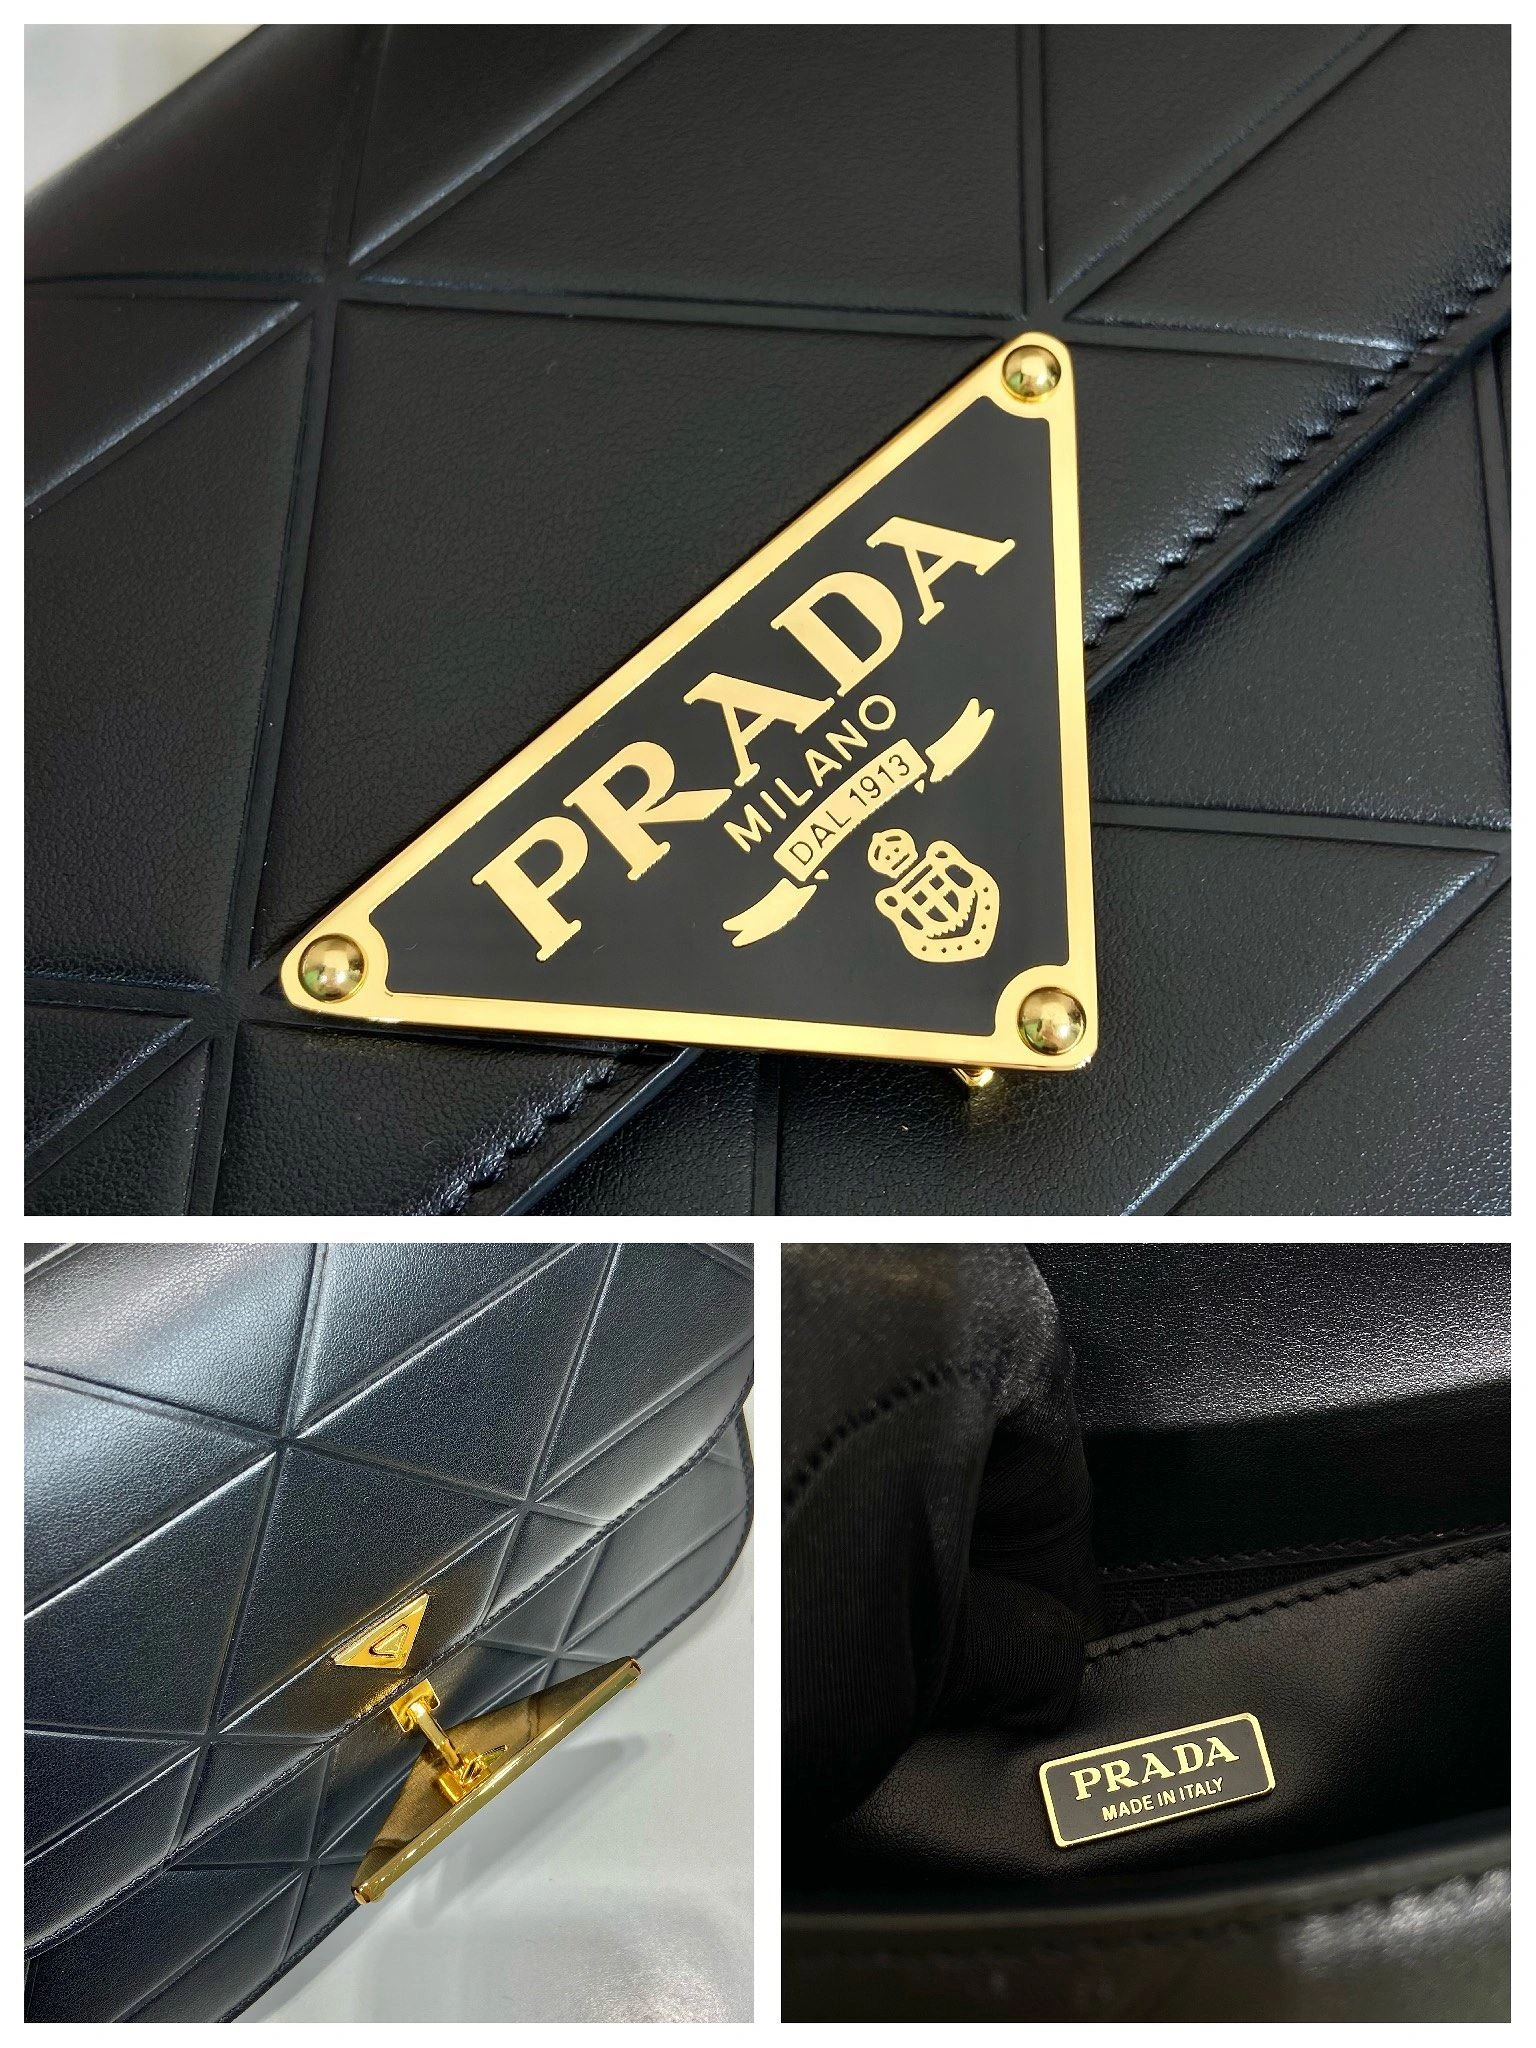 PRADA
MILANO
DAL 1913
PRADA
MADE IN ITALY